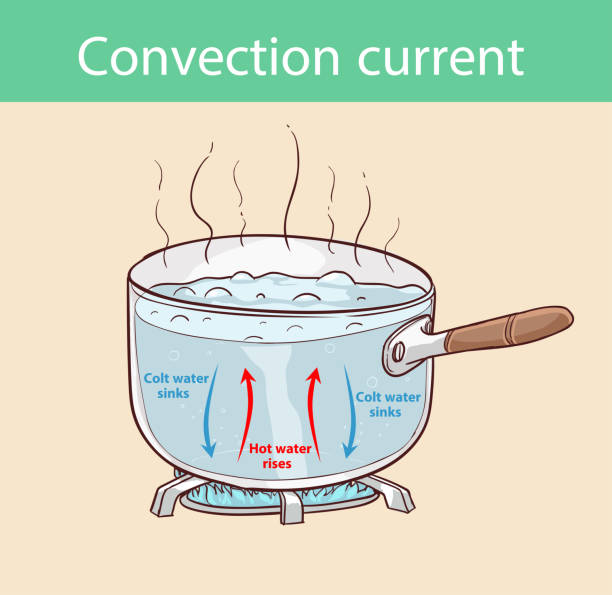 Convection current
Colt water
sinks
Colt water
sinks
Hot water
rises